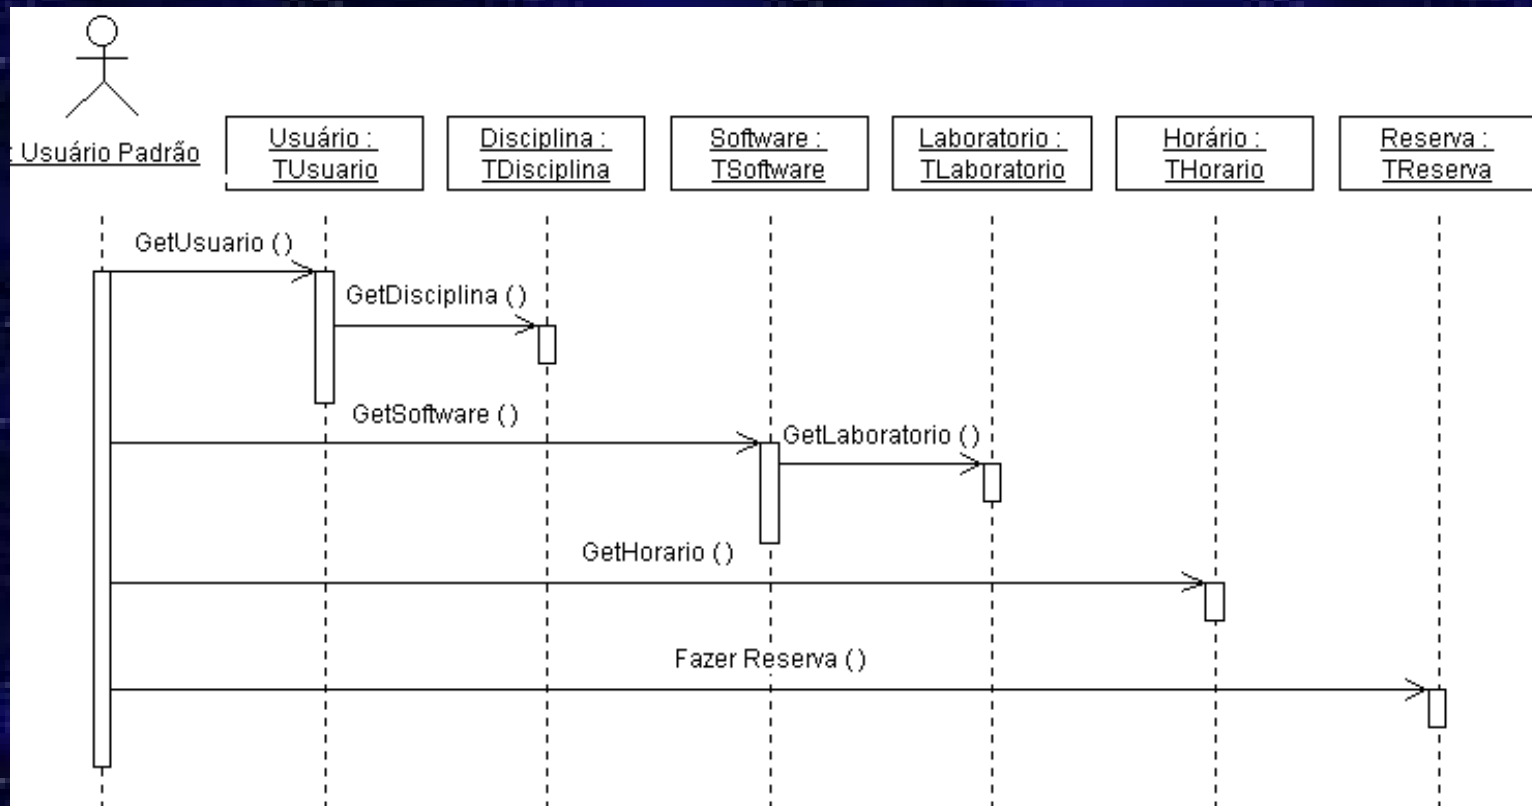 : Usuário Padrão
Usuário :
TUsuario
Disciplina :
TDisciplina
Software :
TSoftware
Laboratorio :
TLaboratorio
Horário :
THorario
Reserva :
TReserva
GetUsuario ()
GetDisciplina ()
GetSoftware ()
GetLaboratorio ()
GetHorario ()
Fazer Reserva ()